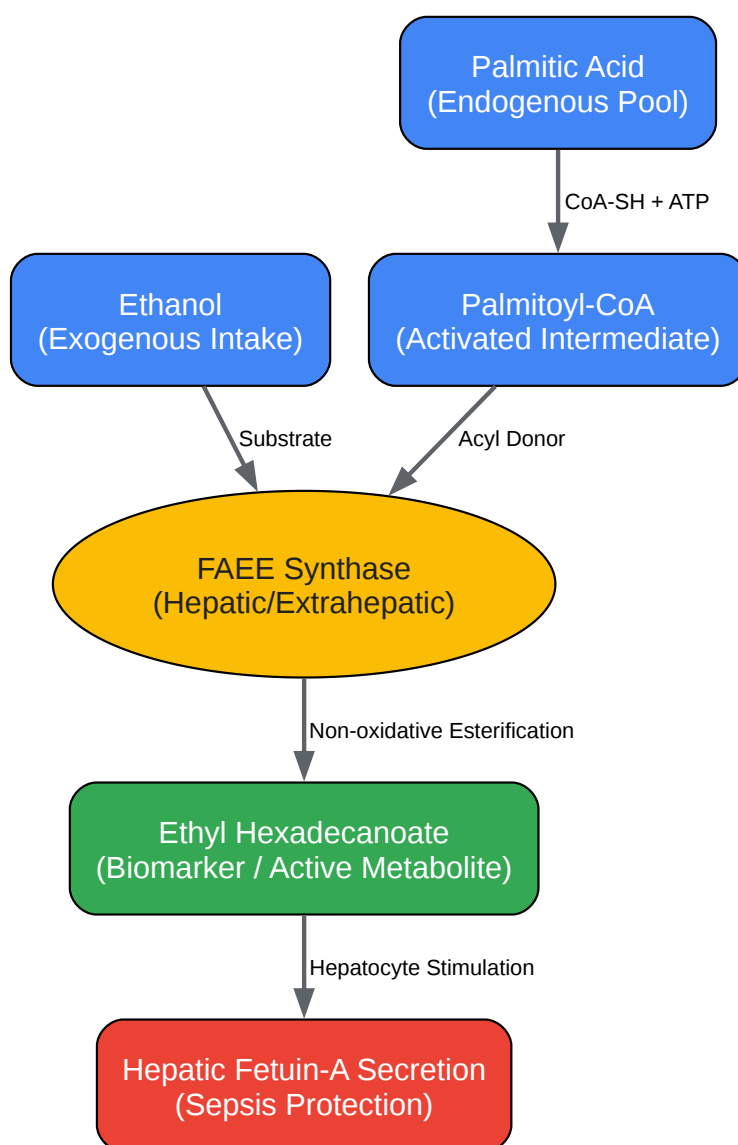 Palmitic Acid
(Endogenous Pool)
CoA-SH + ATP
Ethanol
(Exogenous Intake)
Palmitoyl-CoA
(Activated Intermediate)
Substrate
Acyl Donor
FAEE Synthase
(Hepatic/Extrahepatic)
Non-oxidative Esterification
Ethyl Hexadecanoate
(Biomarker / Active Metabolite)
Hepatocyte Stimulation
Hepatic Fetuin-A Secretion
(Sepsis Protection)